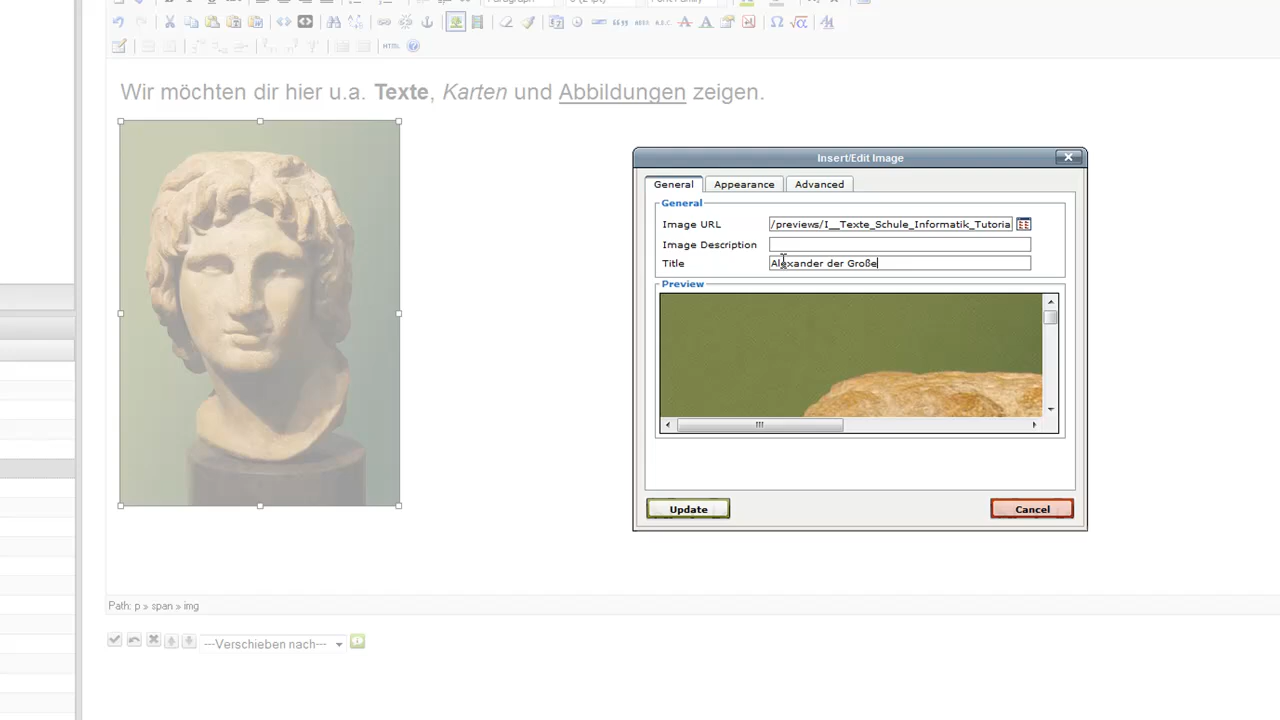 Wir möchten dir hier u.a. Texte, Karten und Abbildungen zeigen.
Insert/Edit Image
General Appearance Advanced
General
Image URL /previews/I__Texte_Schule_Informatik_Tutoria
Image Description
Title Alexander der Große
Preview
Update Cancel
Path: p » span » img
---Verschieben nach---
HTML